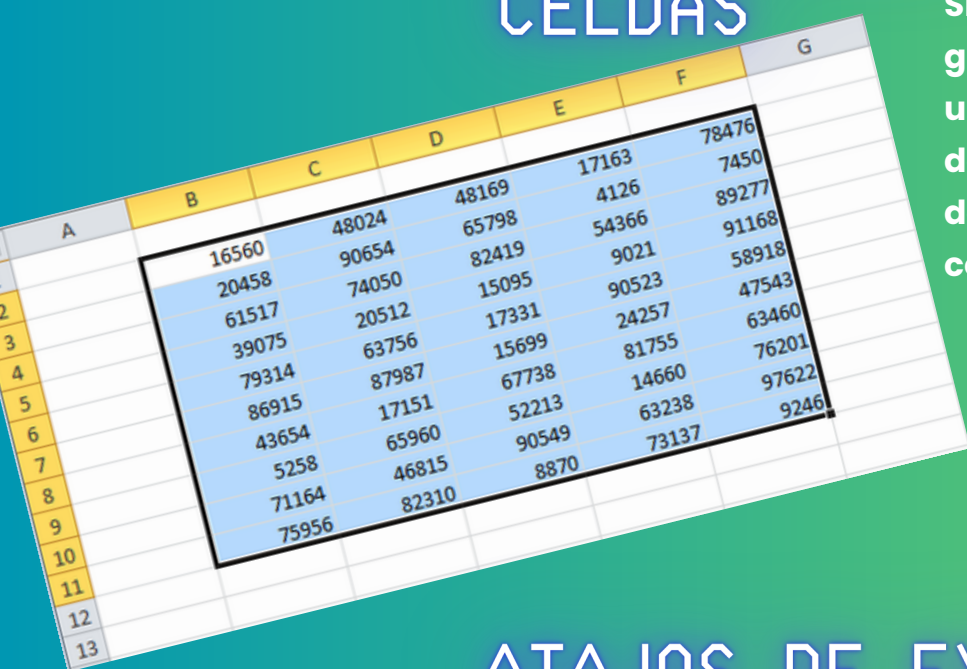 CELDAS
A B C D E F G
2 16560 48024 48169 17163 78476
3 20458 90654 65798 4126 7450
4 61517 74050 82419 54366 89277
5 39075 20512 15095 9021 91168
6 79314 63756 17331 90523 58918
7 86915 87987 15699 24257 47543
8 43654 17151 67738 81755 63460
9 5258 65960 52213 14660 76201
10 71164 46815 90549 63238 97622
11 75956 82310 8870 73137 9246
12
13
g
u
d
d
ATAJOS DE